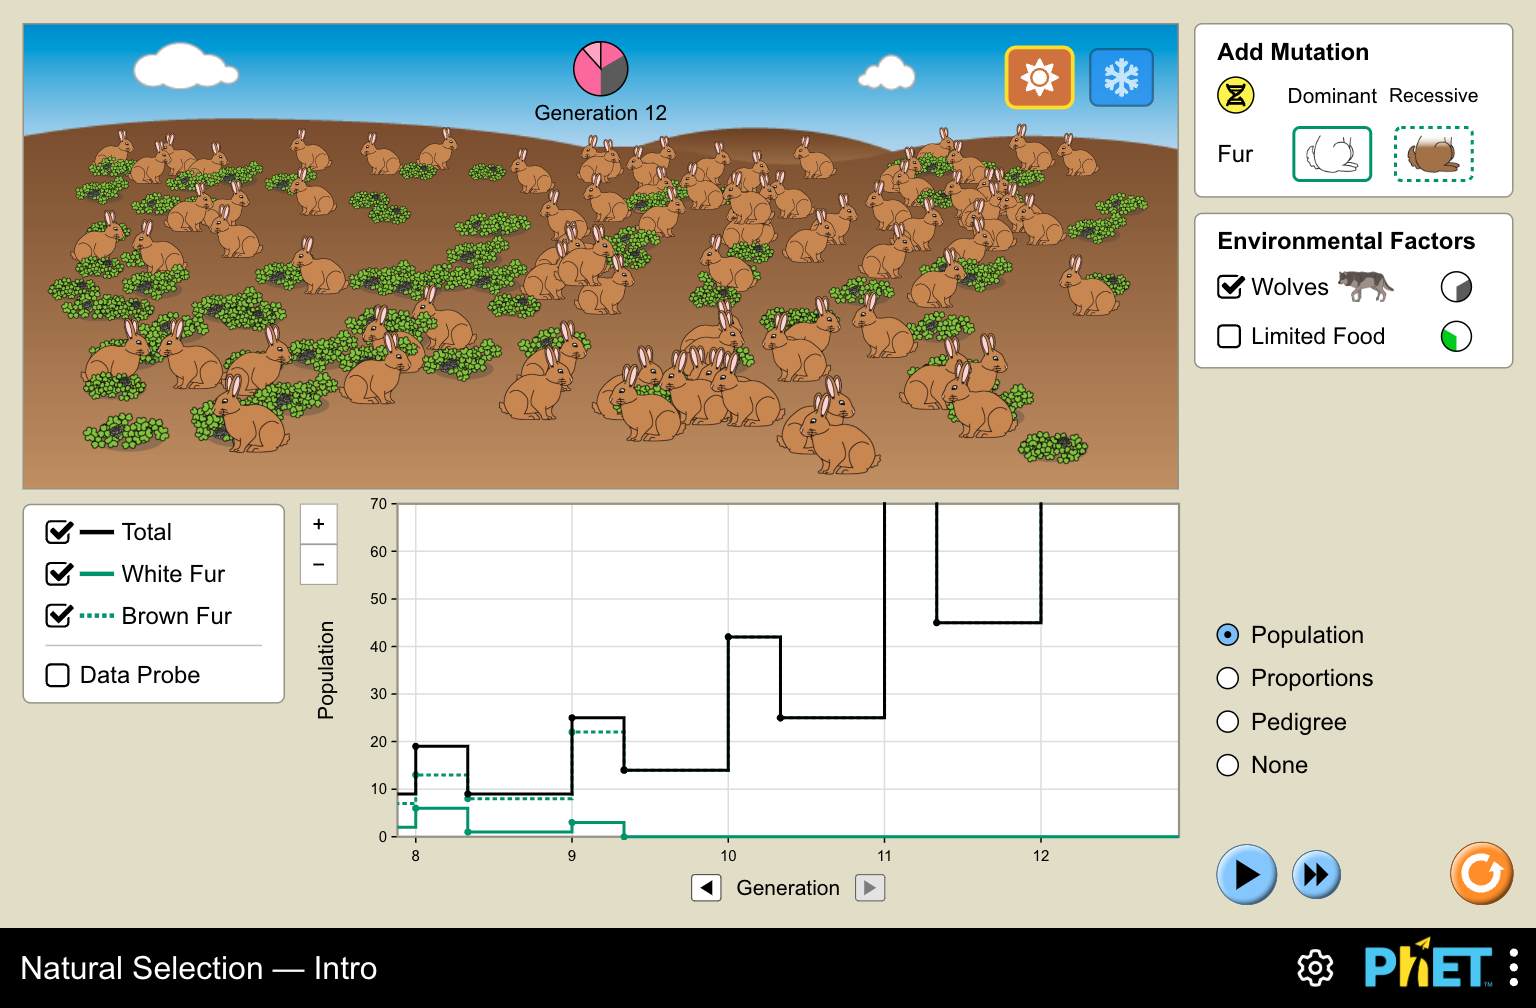 Generation 12
Add Mutation
Dominant Recessive
Fur
Environmental Factors
Wolves
Limited Food
Total
White Fur
Brown Fur
Data Probe
+
−
Population
70
60
50
40
30
20
10
0
8 9 10 11 12
Generation
Population
Proportions
Pedigree
None
Natural Selection — Intro
PhET™